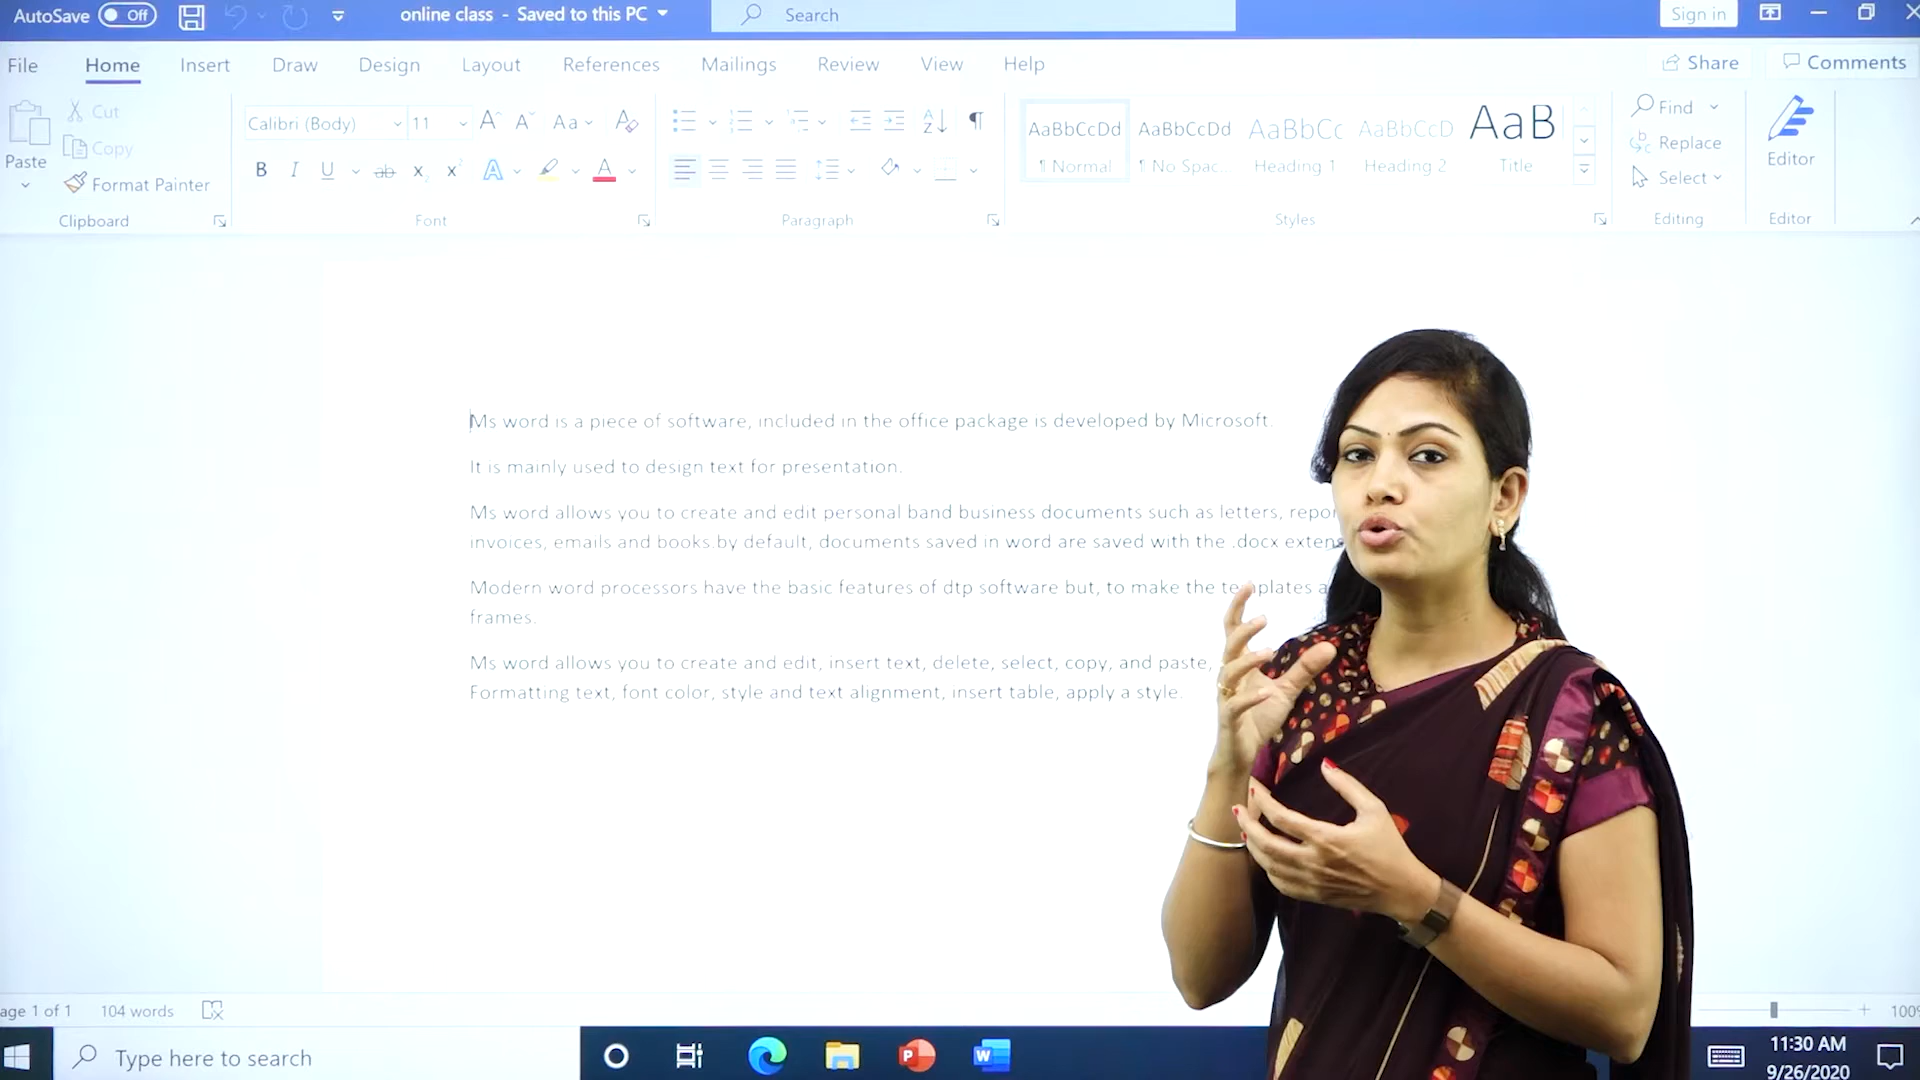 AutoSave Off online class - Saved to this PC Search Sign in
File Home Insert Draw Design Layout References Mailings Review View Help Share Comments
Paste Cut Copy Format Painter
Calibri (Body) 11
AaBbCcDd AaBbCcDd AaBbCc AaBbCcD AaB
¶ Normal ¶ No Spac... Heading 1 Heading 2 Title
Find
Replace
Select
Editor
Clipboard Font Paragraph Styles Editing Editor
Ms word is a piece of software, included in the office package is developed by Microsoft.
It is mainly used to design text for presentation.
Ms word allows you to create and edit personal band business documents such as letters,
invoices, emails and books.by default, documents saved in word are saved with the .docx
Modern word processors have the basic features of dtp software but, to make the templates
frames.
Ms word allows you to create and edit, insert text, delete, select, copy, and paste,
Formatting text, font color, style and text alignment, insert table, apply a style.
age 1 of 1 104 words 100%
Type here to search
11:30 AM
9/26/2020